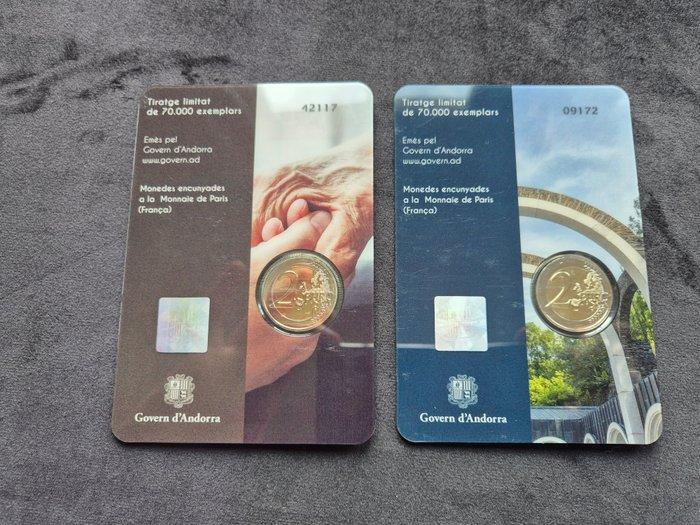 Tiratge limitat
de 70.000 exemplars
42117
Emès pel
Govern d'Andorra
www.govern.ad
Monedes encunyades
a la Monnaie de Paris
(França)
2
Govern d'Andorra
Tiratge limitat
de 70.000 exemplars
09172
Emès pel
Govern d'Andorra
www.govern.ad
Monedes encunyades
a la Monnaie de Paris
(França)
2
Govern d'Andorra